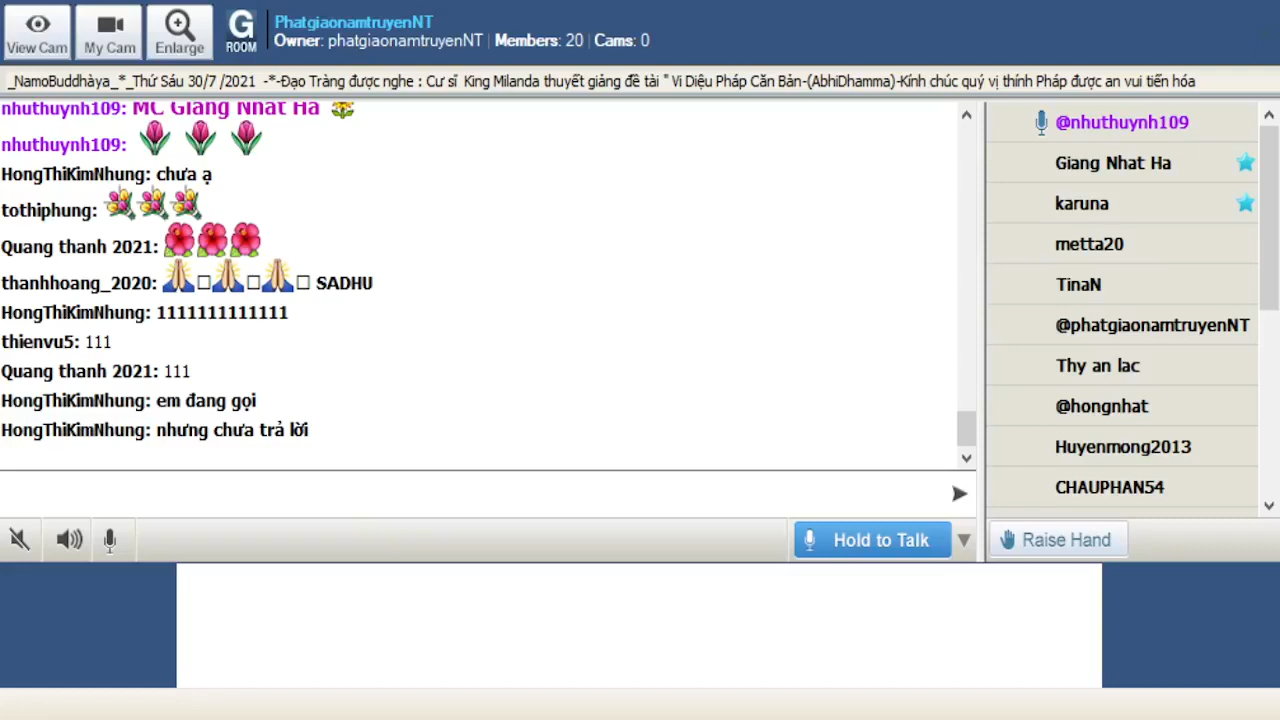 View Cam
My Cam
Enlarge
G
ROOM
PhatgiaonamtruyenNT
Owner: phatgiaonamtruyenNT | Members: 20 | Cams: 0
_NamoBuddhàya_*_Thứ Sáu 30/7 /2021 -*-Đạo Tràng được nghe : Cư sĩ King Milanda thuyết giảng đề tài " Vi Diệu Pháp Căn Bản-(AbhiDhamma)-Kính chúc quý vị thính Pháp được an vui tiến hóa
nhuthuynh109: MC Giang Nhat Ha
nhuthuynh109:
HongThiKimNhung: chưa ạ
tothiphung:
Quang thanh 2021:
thanhhoang_2020: SADHU
HongThiKimNhung: 1111111111111
thienvu5: 111
Quang thanh 2021: 111
HongThiKimNhung: em đang gọi
HongThiKimNhung: nhưng chưa trả lời
@nhuthuynh109
Giang Nhat Ha
karuna
metta20
TinaN
@phatgiaonamtruyenNT
Thy an lac
@hongnhat
Huyenmong2013
CHAUPHAN54
Hold to Talk
Raise Hand